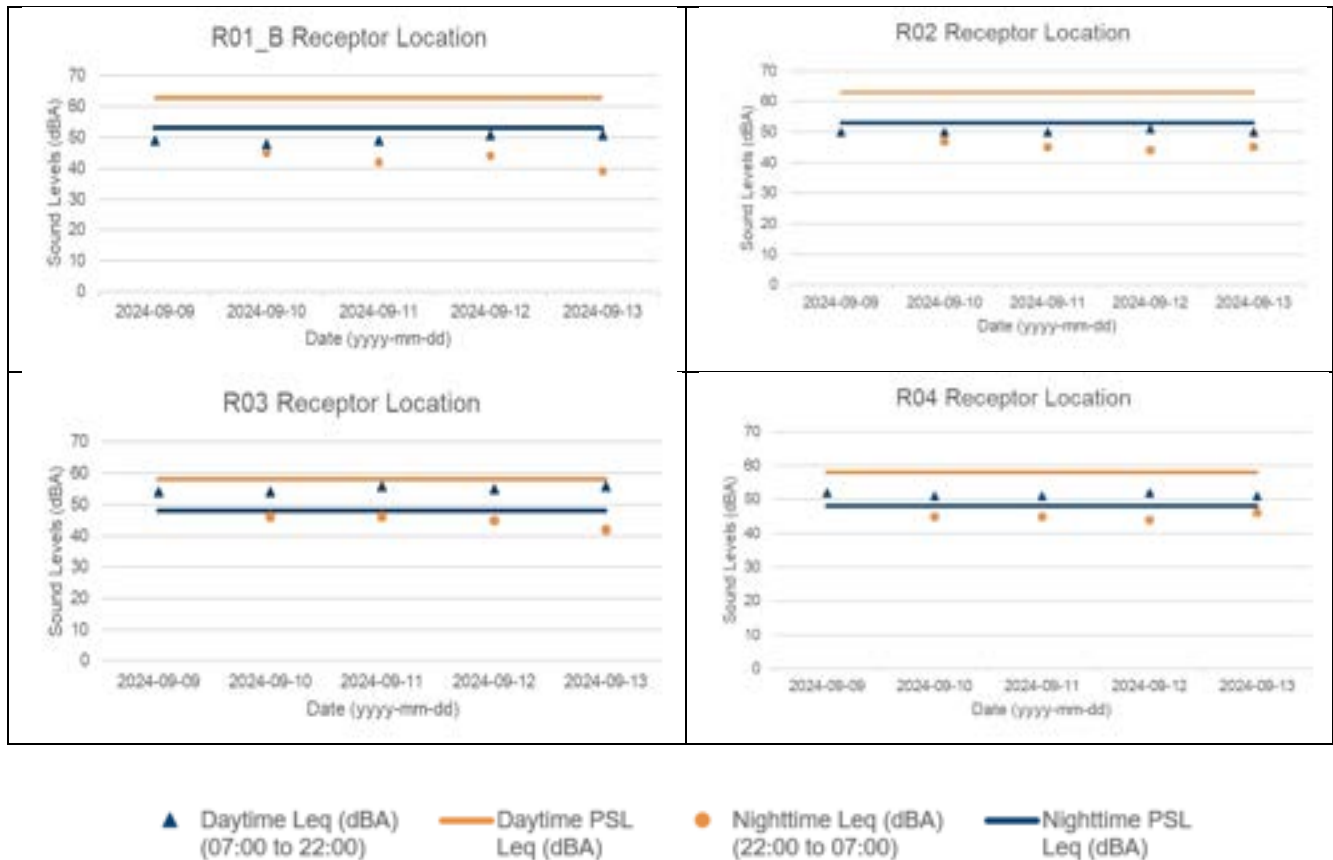 R01_B Receptor Location
70
60
50
40
30
20
10
0
Sound Levels (dBA)
2024-09-09 2024-09-10 2024-09-11 2024-09-12 2024-09-13
Date (yyyy-mm-dd)
R02 Receptor Location
70
60
50
40
30
20
10
0
Sound Levels (dBA)
2024-09-09 2024-09-10 2024-09-11 2024-09-12 2024-09-13
Date (yyyy-mm-dd)
R03 Receptor Location
70
60
50
40
30
20
10
0
Sound Levels (dBA)
2024-09-09 2024-09-10 2024-09-11 2024-09-12 2024-09-13
Date (yyyy-mm-dd)
R04 Receptor Location
70
60
50
40
30
20
10
0
Sound Levels (dBA)
2024-09-09 2024-09-10 2024-09-11 2024-09-12 2024-09-13
Date (yyyy-mm-dd)
Daytime Leq (dBA)
(07:00 to 22:00)
Daytime PSL
Leq (dBA)
Nighttime Leq (dBA)
(22:00 to 07:00)
Nighttime PSL
Leq (dBA)